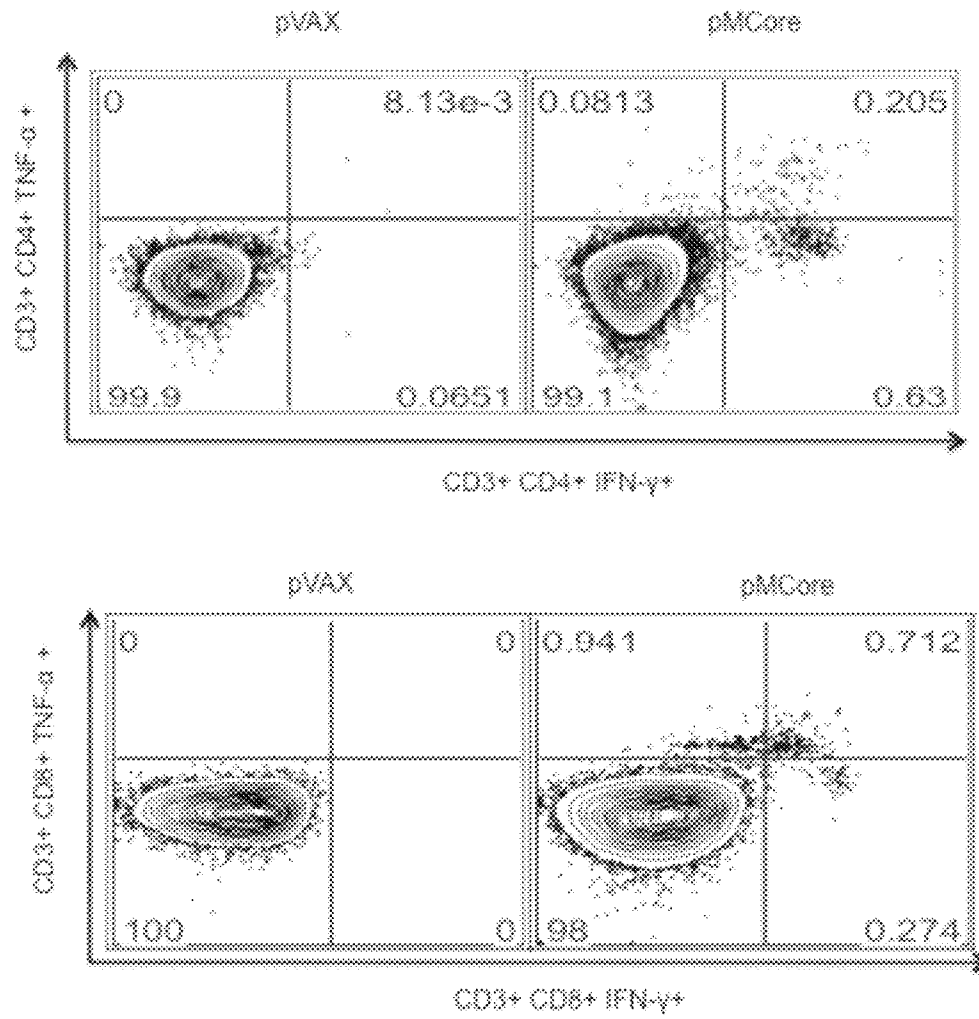 pVAX pMCore
CD3+ CD4+ TNF-α +
0 8.13e-3 0.0813 0.205
99.9 0.0651 99.1 0.63
CD3+ CD4+ IFN-γ+
pVAX pMCore
CD3+ CD8+ TNF-α +
0 0 0.941 0.712
100 0 98 0.274
CD3+ CD8+ IFN-γ+